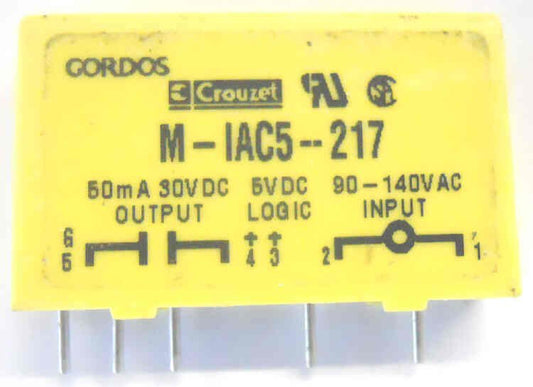 GORDOS
Crouzet
M-IAC5--217
50mA 30VDC 5VDC 90-140VAC
OUTPUT LOGIC INPUT
6
5 4 3 2 1